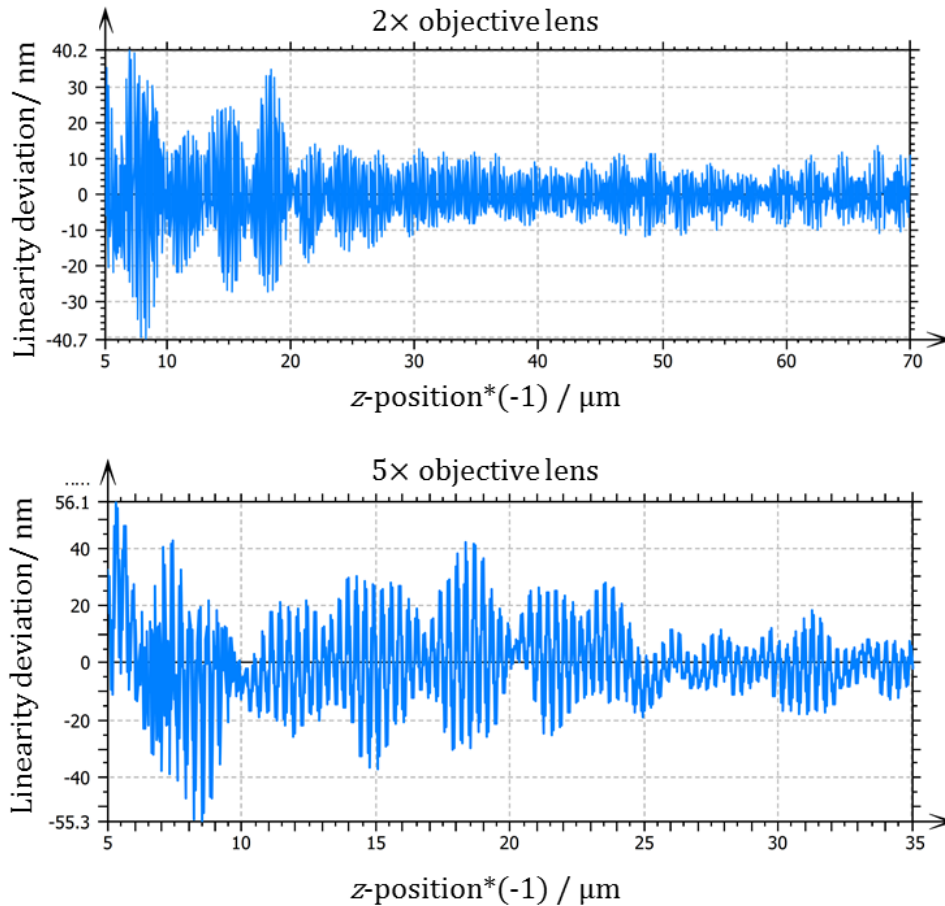 2× objective lens
Linearity deviation/ nm
40.2
30
20
10
0
-10
-20
-30
-40.7
5 10 20 30 40 50 60 70
z-position*(-1) / µm
5× objective lens
.....
Linearity deviation/ nm
56.1
40
20
0
-20
-40
-55.3
5 10 15 20 25 30 35
z-position*(-1) / µm